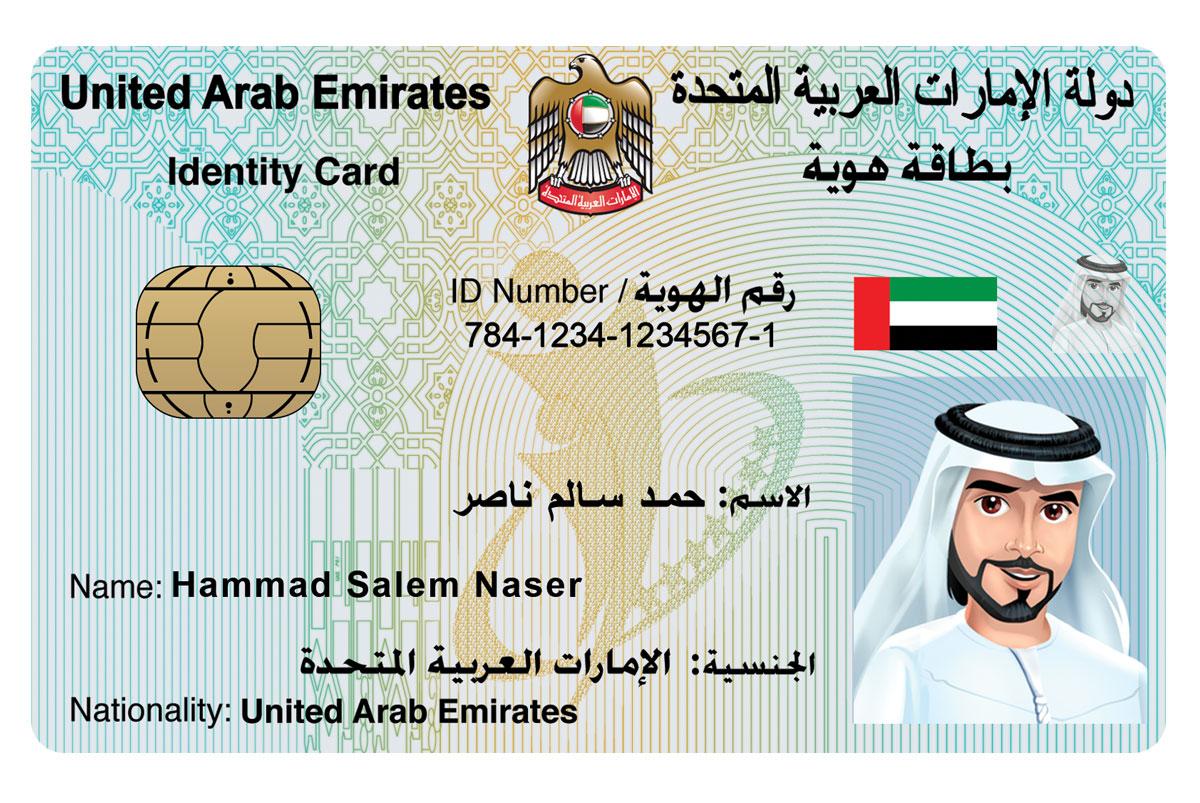 United Arab Emirates
دولة الإمارات العربية المتحدة
Identity Card
بطاقة هوية
الإمارات العربية المتحدة
ID Number / رقم الهوية
784-1234-1234567-1
الاسم: حمد سالم ناصر
Name: Hammad Salem Naser
الجنسية: الإمارات العربية المتحدة
Nationality: United Arab Emirates